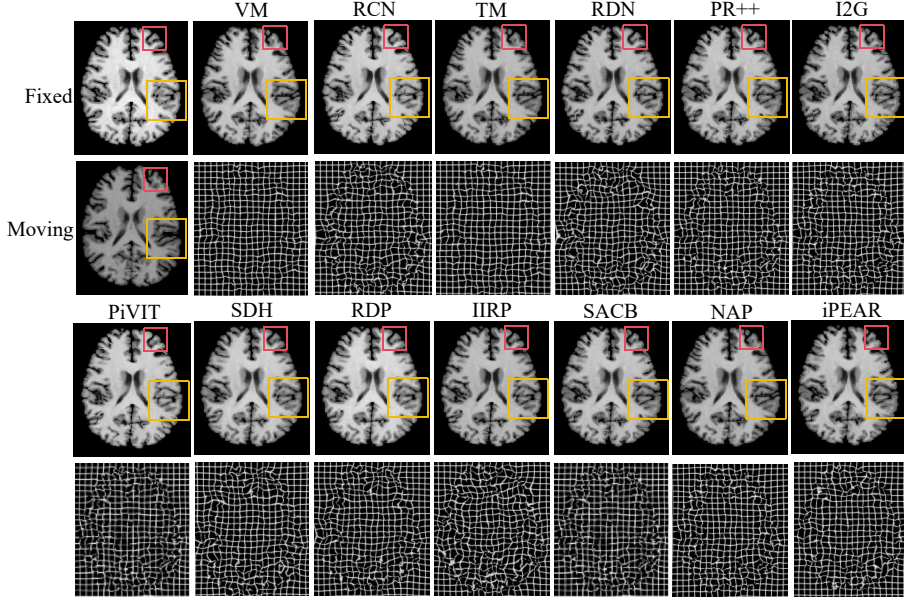 VM RCN TM RDN PR++ I2G
Fixed
Moving
PiVIT SDH RDP IIRP SACB NAP iPEAR